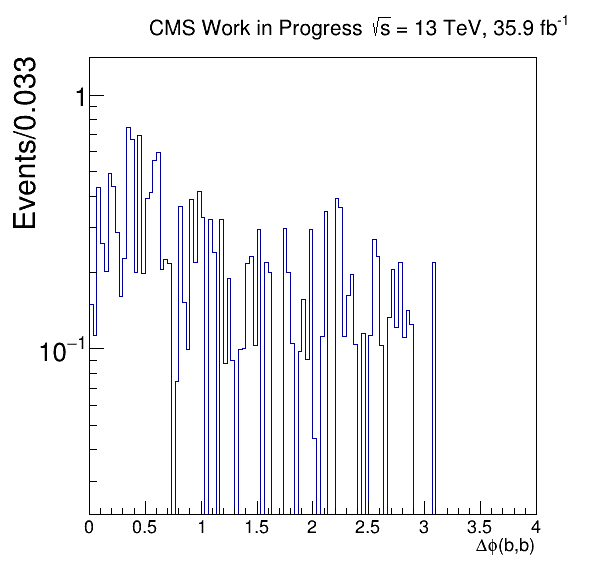 CMS Work in Progress √s = 13 TeV, 35.9 fb⁻¹
Events/0.033
1
10⁻¹
0 0.5 1 1.5 2 2.5 3 3.5 4
Δϕ(b,b)